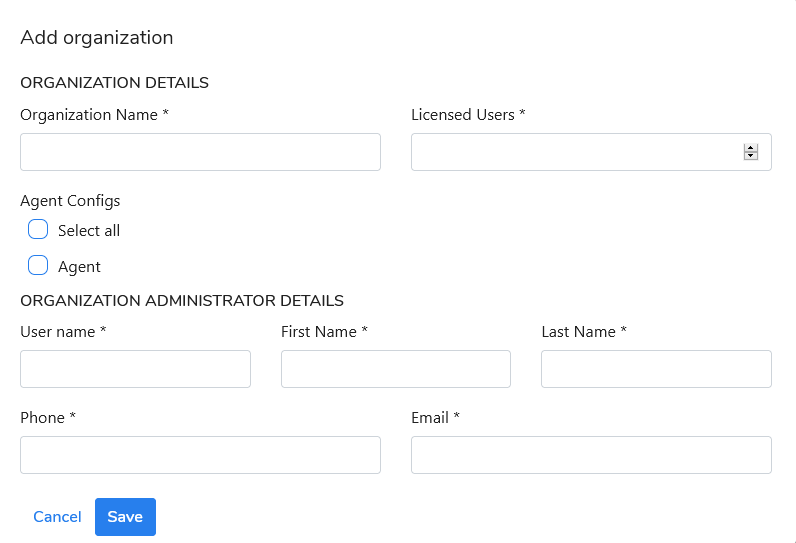 Add organization
ORGANIZATION DETAILS
Organization Name * Licensed Users *
Agent Configs
Select all
Agent
ORGANIZATION ADMINISTRATOR DETAILS
User name * First Name * Last Name *
Phone * Email *
Cancel Save